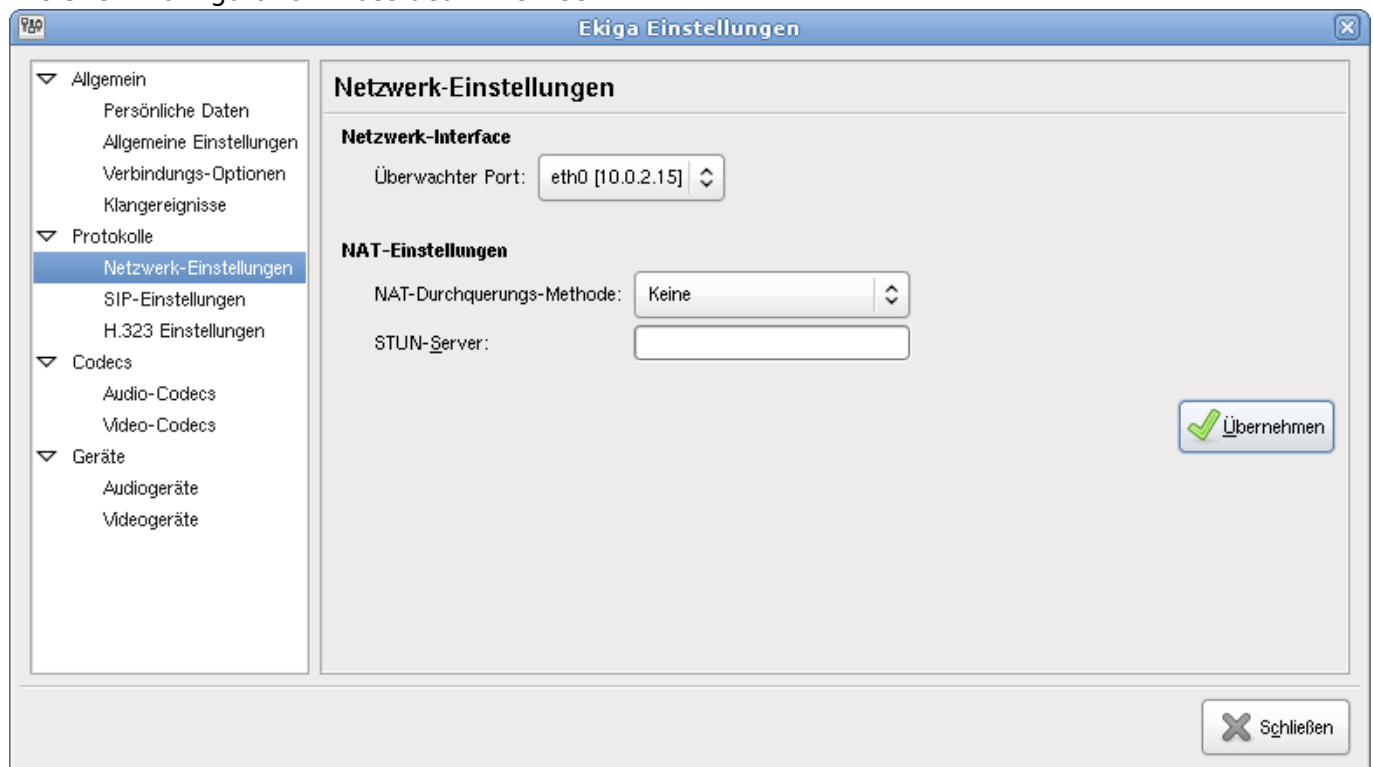 Ekiga Einstellungen
Allgemein
Persönliche Daten
Allgemeine Einstellungen
Verbindungs-Optionen
Klangereignisse
Protokolle
Netzwerk-Einstellungen
SIP-Einstellungen
H.323 Einstellungen
Codecs
Audio-Codecs
Video-Codecs
Geräte
Audiogeräte
Videogeräte
Netzwerk-Einstellungen
Netzwerk-Interface
Überwachter Port: eth0 [10.0.2.15]
NAT-Einstellungen
NAT-Durchquerungs-Methode: Keine
STUN-Server:
Übernehmen
Schließen